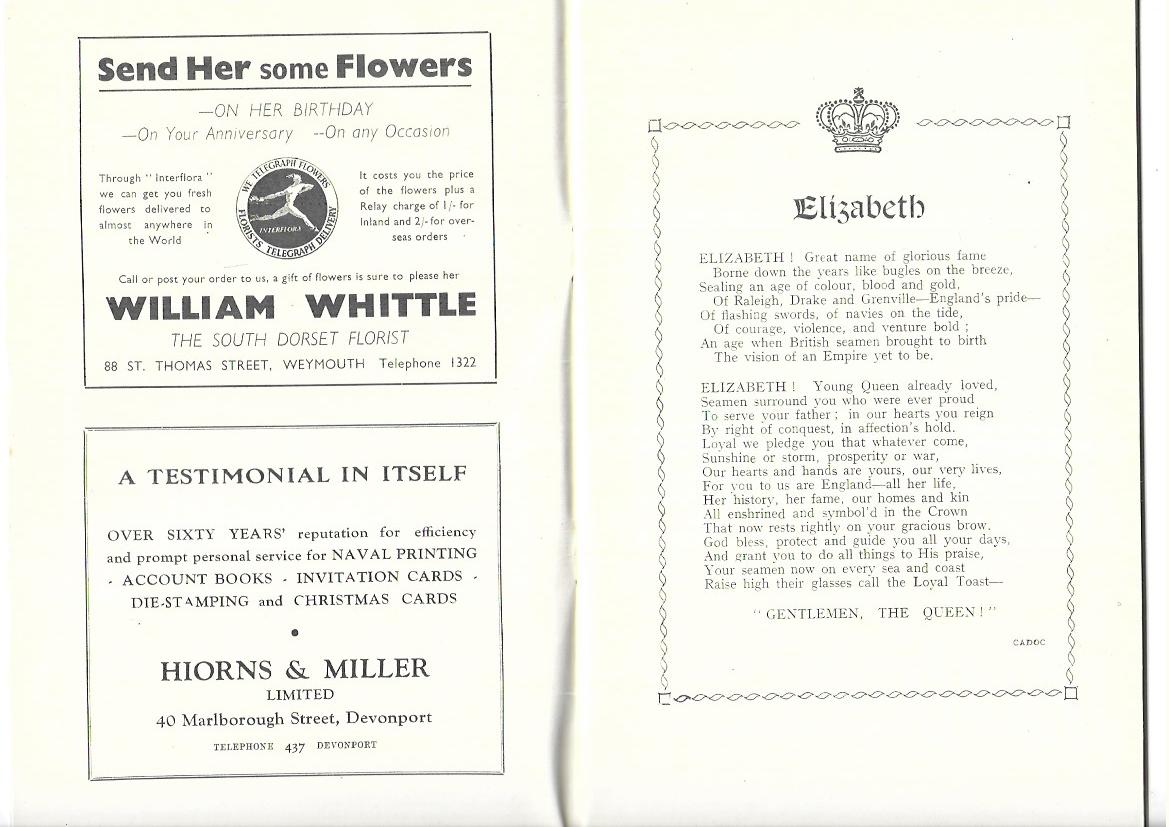 Send Her some Flowers
—ON HER BIRTHDAY
—On Your Anniversary --On any Occasion
Through " Interflora "
we can get you fresh
flowers delivered to
almost anywhere in
the World
WE TELEGRAPH FLOWERS
INTERFLORA
FLORISTS TELEGRAPH DELIVERY
It costs you the price
of the flowers plus a
Relay charge of 1/- for
Inland and 2/- for over-
seas orders
Call or post your order to us, a gift of flowers is sure to please her
WILLIAM WHITTLE
THE SOUTH DORSET FLORIST
88 ST. THOMAS STREET, WEYMOUTH Telephone 1322
A TESTIMONIAL IN ITSELF
OVER SIXTY YEARS' reputation for efficiency
and prompt personal service for NAVAL PRINTING
- ACCOUNT BOOKS - INVITATION CARDS -
DIE-STAMPING and CHRISTMAS CARDS
HIORNS & MILLER
LIMITED
40 Marlborough Street, Devonport
TELEPHONE 437 DEVONPORT
Elizabeth
ELIZABETH ! Great name of glorious fame
Borne down the years like bugles on the breeze,
Sealing an age of colour, blood and gold,
Of Raleigh, Drake and Grenville—England's pride—
Of flashing swords, of navies on the tide,
Of courage, violence, and venture bold ;
An age when British seamen brought to birth
The vision of an Empire yet to be.
ELIZABETH ! Young Queen already loved,
Seamen surround you who were ever proud
To serve your father ; in our hearts you reign
By right of conquest, in affection's hold.
Loyal we pledge you that whatever come,
Sunshine or storm, prosperity or war,
Our hearts and hands are yours, our very lives,
For you to us are England—all her life,
Her history, her fame, our homes and kin
All enshrined and symbol'd in the Crown
That now rests rightly on your gracious brow.
God bless, protect and guide you all your days,
And grant you to do all things to His praise,
Your seamen now on every sea and coast
Raise high their glasses call the Loyal Toast—
" GENTLEMEN, THE QUEEN ! "
CADOC